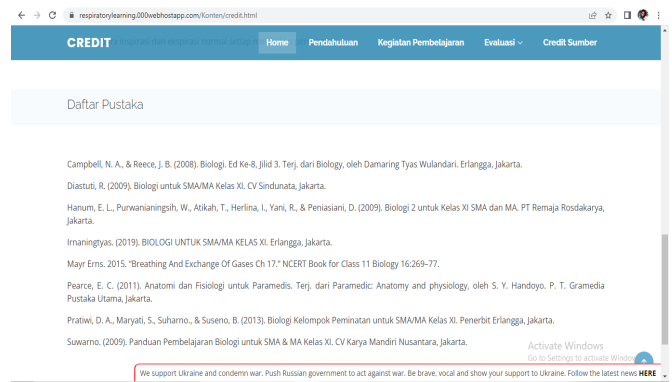 respiratorylearning.000webhostapp.com/Konten/credit.html
CREDIT
Home Pendahuluan Kegiatan Pembelajaran Evaluasi Credit Sumber
Daftar Pustaka
Campbell, N. A., & Reece, J. B. (2008). Biologi. Ed Ke-8, Jilid 3. Terj. dari Biology, oleh Damaring Tyas Wulandari. Erlangga, Jakarta.
Diastuti, R. (2009). Biologi untuk SMA/MA Kelas XI. CV Sindunata, Jakarta.
Hanum, E. L., Purwanianingsih, W., Atikah, T., Herlina, I., Yani, R., & Peniasiani, D. (2009). Biologi 2 untuk Kelas XI SMA dan MA. PT Remaja Rosdakarya,
Jakarta.
Irnaningtyas. (2019). BIOLOGI UNTUK SMA/MA KELAS XI. Erlangga, Jakarta.
Mayr Erns. 2015. “Breathing And Exchange Of Gases Ch 17.” NCERT Book for Class 11 Biology 16:269–77.
Pearce, E. C. (2011). Anatomi dan Fisiologi untuk Paramedis. Terj. dari Paramedic: Anatomy and physiology, oleh S. Y. Handoyo. P. T. Gramedia
Pustaka Utama, Jakarta.
Pratiwi, D. A., Maryati, S., Suharno., & Suseno, B. (2013). Biologi Kelompok Peminatan untuk SMA/MA Kelas XI. Penerbit Erlangga, Jakarta.
Suwarno. (2009). Panduan Pembelajaran Biologi untuk SMA & MA Kelas XI. CV Karya Mandiri Nusantara, Jakarta.
Activate Windows
Go to Settings to activate Windows
We support Ukraine and condemn war. Push Russian government to act against war. Be brave, vocal and show your support to Ukraine. Follow the latest news HERE